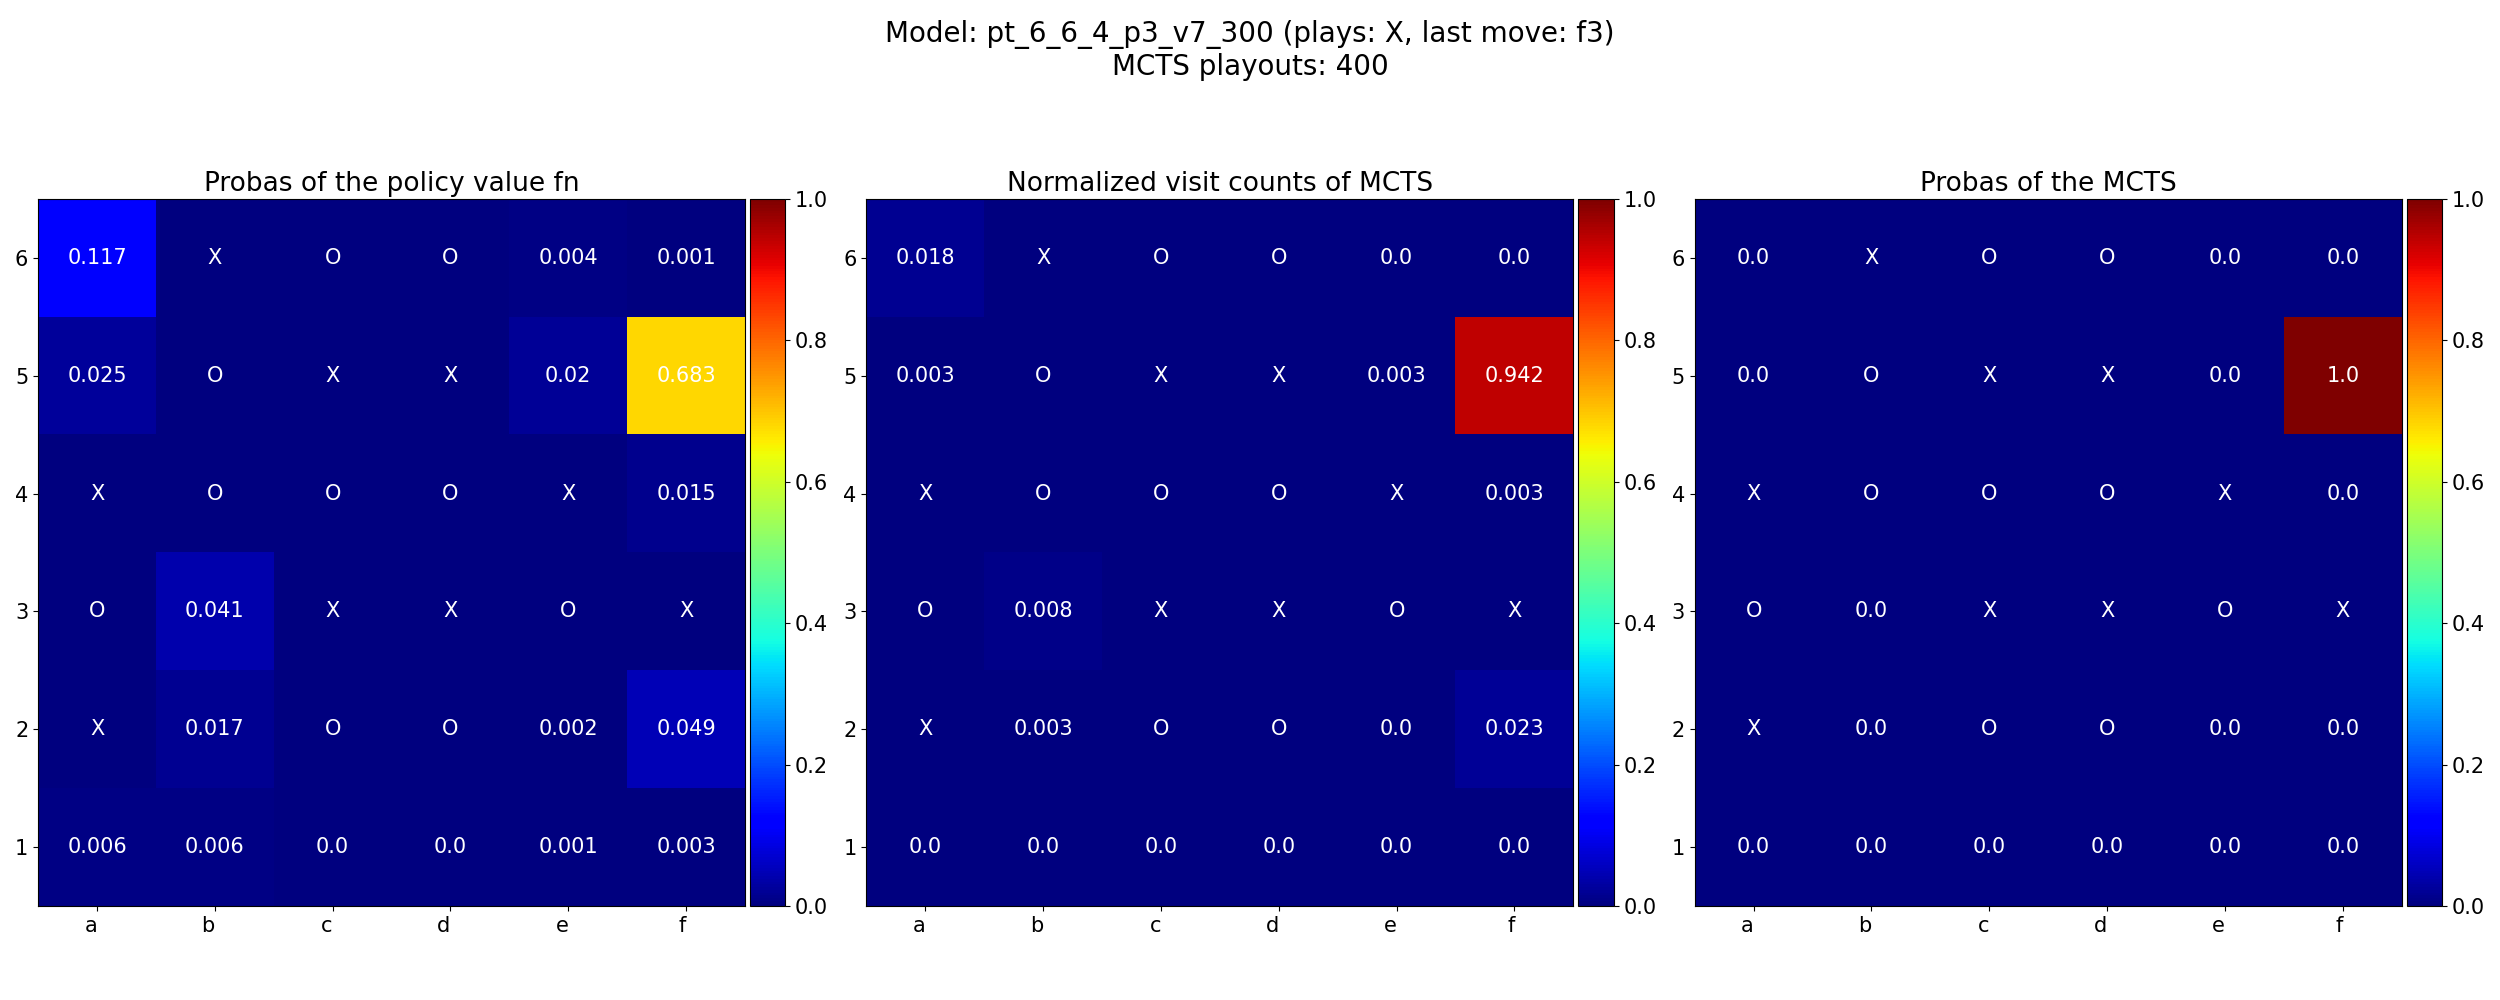 Model: pt_6_6_4_p3_v7_300 (plays: X, last move: f3)
MCTS playouts: 400
Probas of the policy value fn
1.0
6 0.117 X O O 0.004 0.001
0.8
5 0.025 O X X 0.02 0.683
0.6
4 X O O O X 0.015
0.4
3 O 0.041 X X O X
0.2
2 X 0.017 O O 0.002 0.049
1 0.006 0.006 0.0 0.0 0.001 0.003
0.0
a b c d e f
Normalized visit counts of MCTS
1.0
6 0.018 X O O 0.0 0.0
0.8
5 0.003 O X X 0.003 0.942
0.6
4 X O O O X 0.003
0.4
3 O 0.008 X X O X
0.2
2 X 0.003 O O 0.0 0.023
1 0.0 0.0 0.0 0.0 0.0 0.0
0.0
a b c d e f
Probas of the MCTS
1.0
6 0.0 X O O 0.0 0.0
0.8
5 0.0 O X X 0.0 1.0
0.6
4 X O O O X 0.0
0.4
3 O 0.0 X X O X
0.2
2 X 0.0 O O 0.0 0.0
1 0.0 0.0 0.0 0.0 0.0 0.0
0.0
a b c d e f